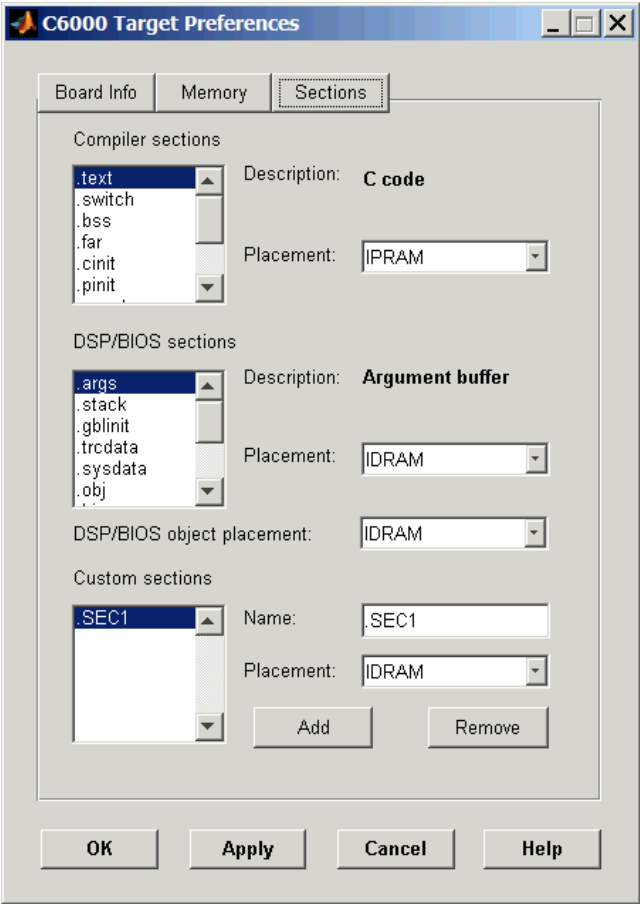 C6000 Target Preferences
Board Info Memory Sections
Compiler sections
.text
.switch
.bss
.far
.cinit
.pinit
Description: C code
Placement: IPRAM
DSP/BIOS sections
.args
.stack
.gblinit
.trcdata
.sysdata
.obj
Description: Argument buffer
Placement: IDRAM
DSP/BIOS object placement: IDRAM
Custom sections
.SEC1
Name: .SEC1
Placement: IDRAM
Add Remove
OK Apply Cancel Help